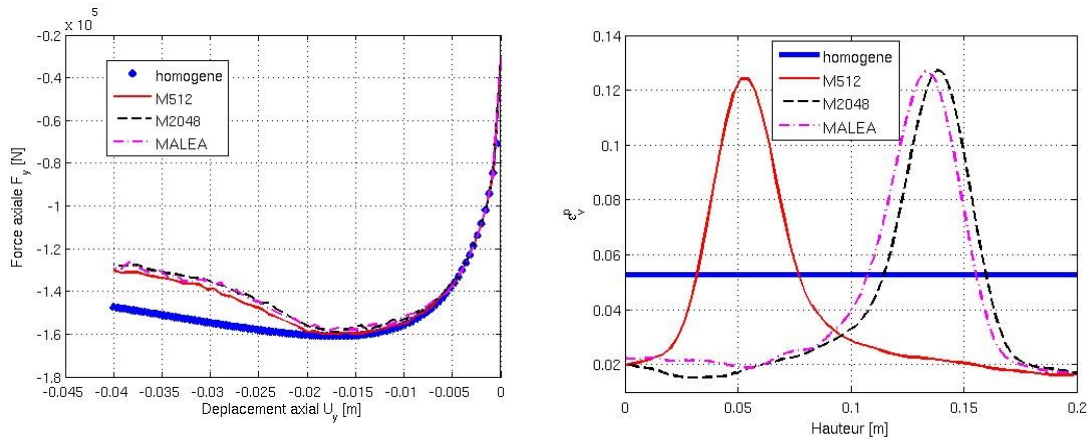 x 10^5
-0.2
-0.4
-0.6
-0.8
-1
-1.2
-1.4
-1.6
-1.8
-0.045 -0.04 -0.035 -0.03 -0.025 -0.02 -0.015 -0.01 -0.005 0
Force axiale F_y [N]
Deplacement axial U_y [m]
homogene
M512
M2048
MALEA
0.14
0.12
0.1
0.08
0.06
0.04
0.02
0 0.05 0.1 0.15 0.2
ε_v^p
Hauteur [m]
homogene
M512
M2048
MALEA